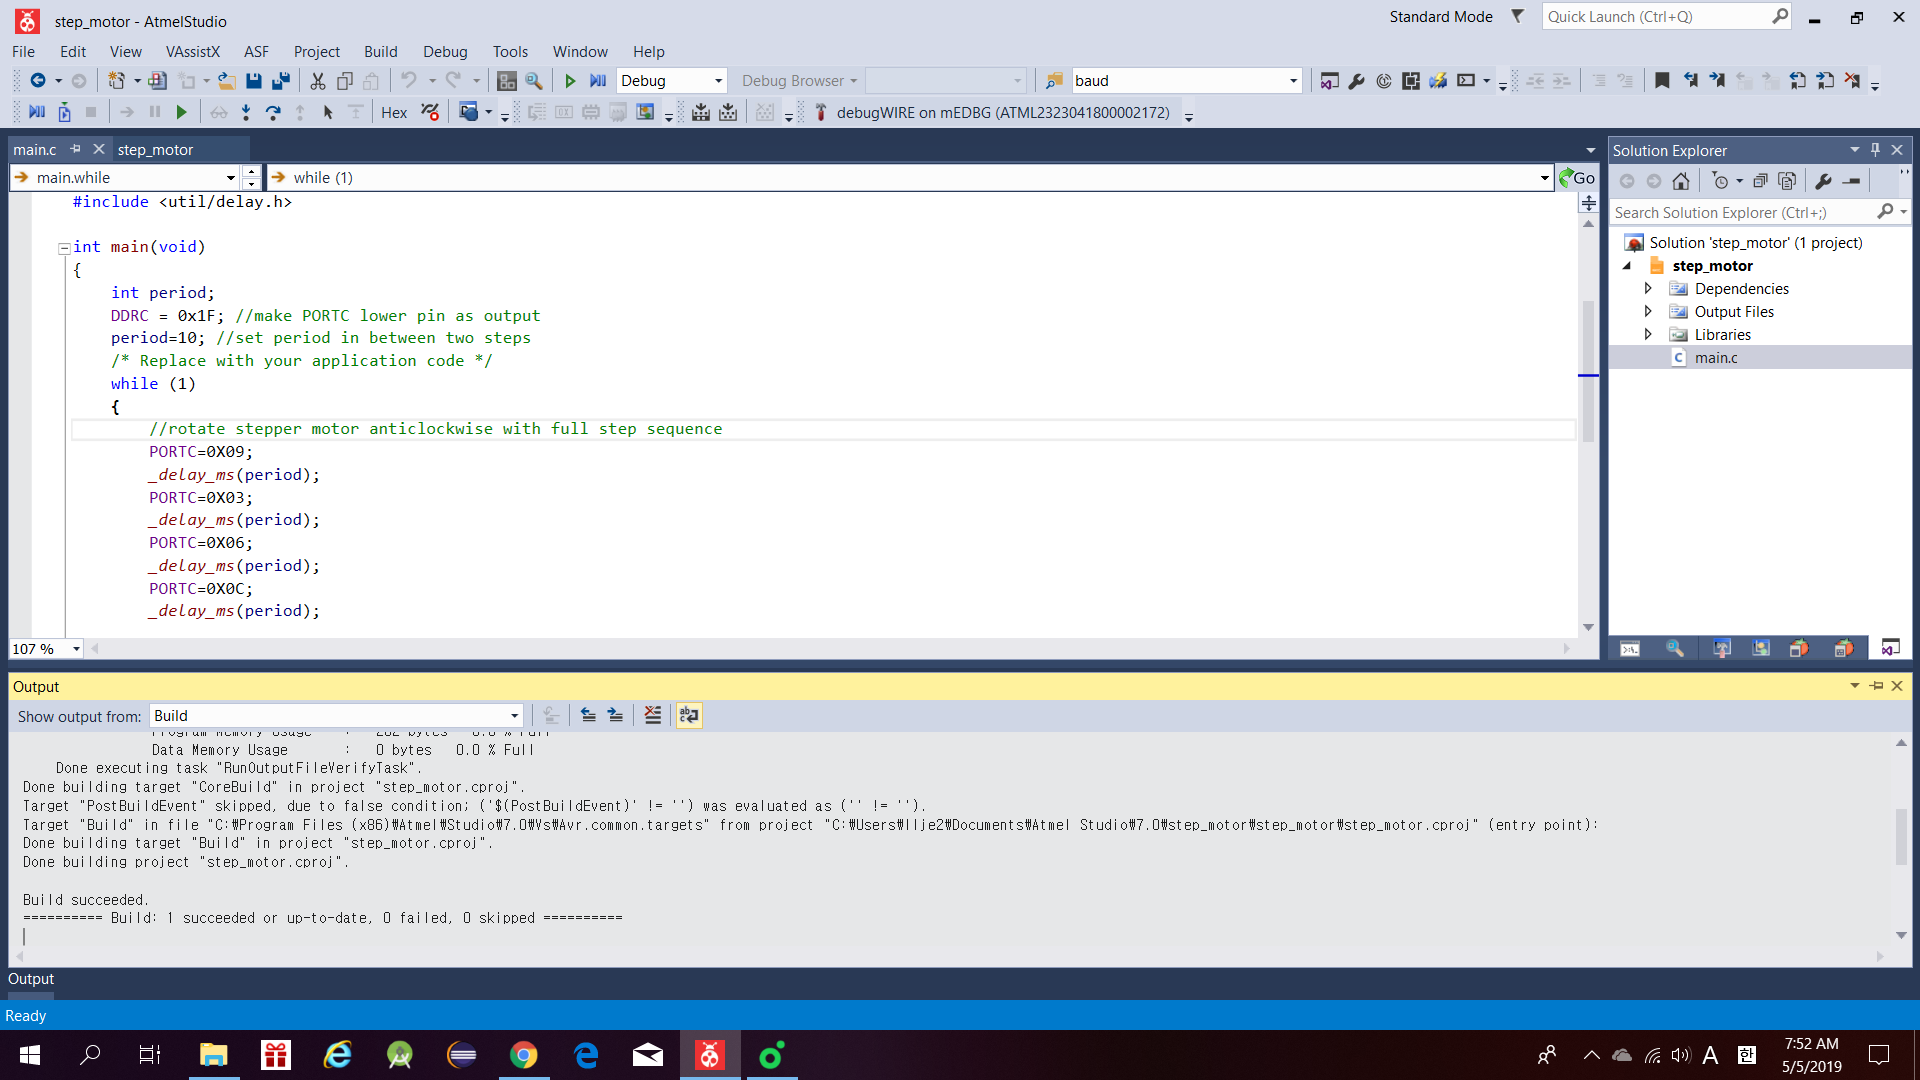 step_motor - AtmelStudio
Standard Mode
Quick Launch (Ctrl+Q)
File Edit View VAssistX ASF Project Build Debug Tools Window Help
Debug
Debug Browser
baud
Hex
debugWIRE on mEDBG (ATML2323041800002172)
main.c
step_motor
main.while
while (1)
Go
#include <util/delay.h>
int main(void)
{
int period;
DDRC = 0x1F; //make PORTC lower pin as output
period=10; //set period in between two steps
/* Replace with your application code */
while (1)
{
//rotate stepper motor anticlockwise with full step sequence
PORTC=0X09;
_delay_ms(period);
PORTC=0X03;
_delay_ms(period);
PORTC=0X06;
_delay_ms(period);
PORTC=0X0C;
_delay_ms(period);
107 %
Solution Explorer
Search Solution Explorer (Ctrl+;)
Solution 'step_motor' (1 project)
step_motor
Dependencies
Output Files
Libraries
main.c
Output
Show output from: Build
Program Memory Usage : bytes % Full
Data Memory Usage : 0 bytes 0.0 % Full
Done executing task "RunOutputFileVerifyTask".
Done building target "CoreBuild" in project "step_motor.cproj".
Target "PostBuildEvent" skipped, due to false condition; ('$(PostBuildEvent)' != '') was evaluated as ('' != '').
Target "Build" in file "C:₩Program Files (x86)₩Atmel₩Studio₩7.0₩Vs₩Avr.common.targets" from project "C:₩Users₩llje2₩Documents₩Atmel Studio₩7.0₩step_motor₩step_motor₩step_motor.cproj" (entry point):
Done building target "Build" in project "step_motor.cproj".
Done building project "step_motor.cproj".
Build succeeded.
========== Build: 1 succeeded or up-to-date, 0 failed, 0 skipped ==========
Output
Ready
A
한
7:52 AM
5/5/2019